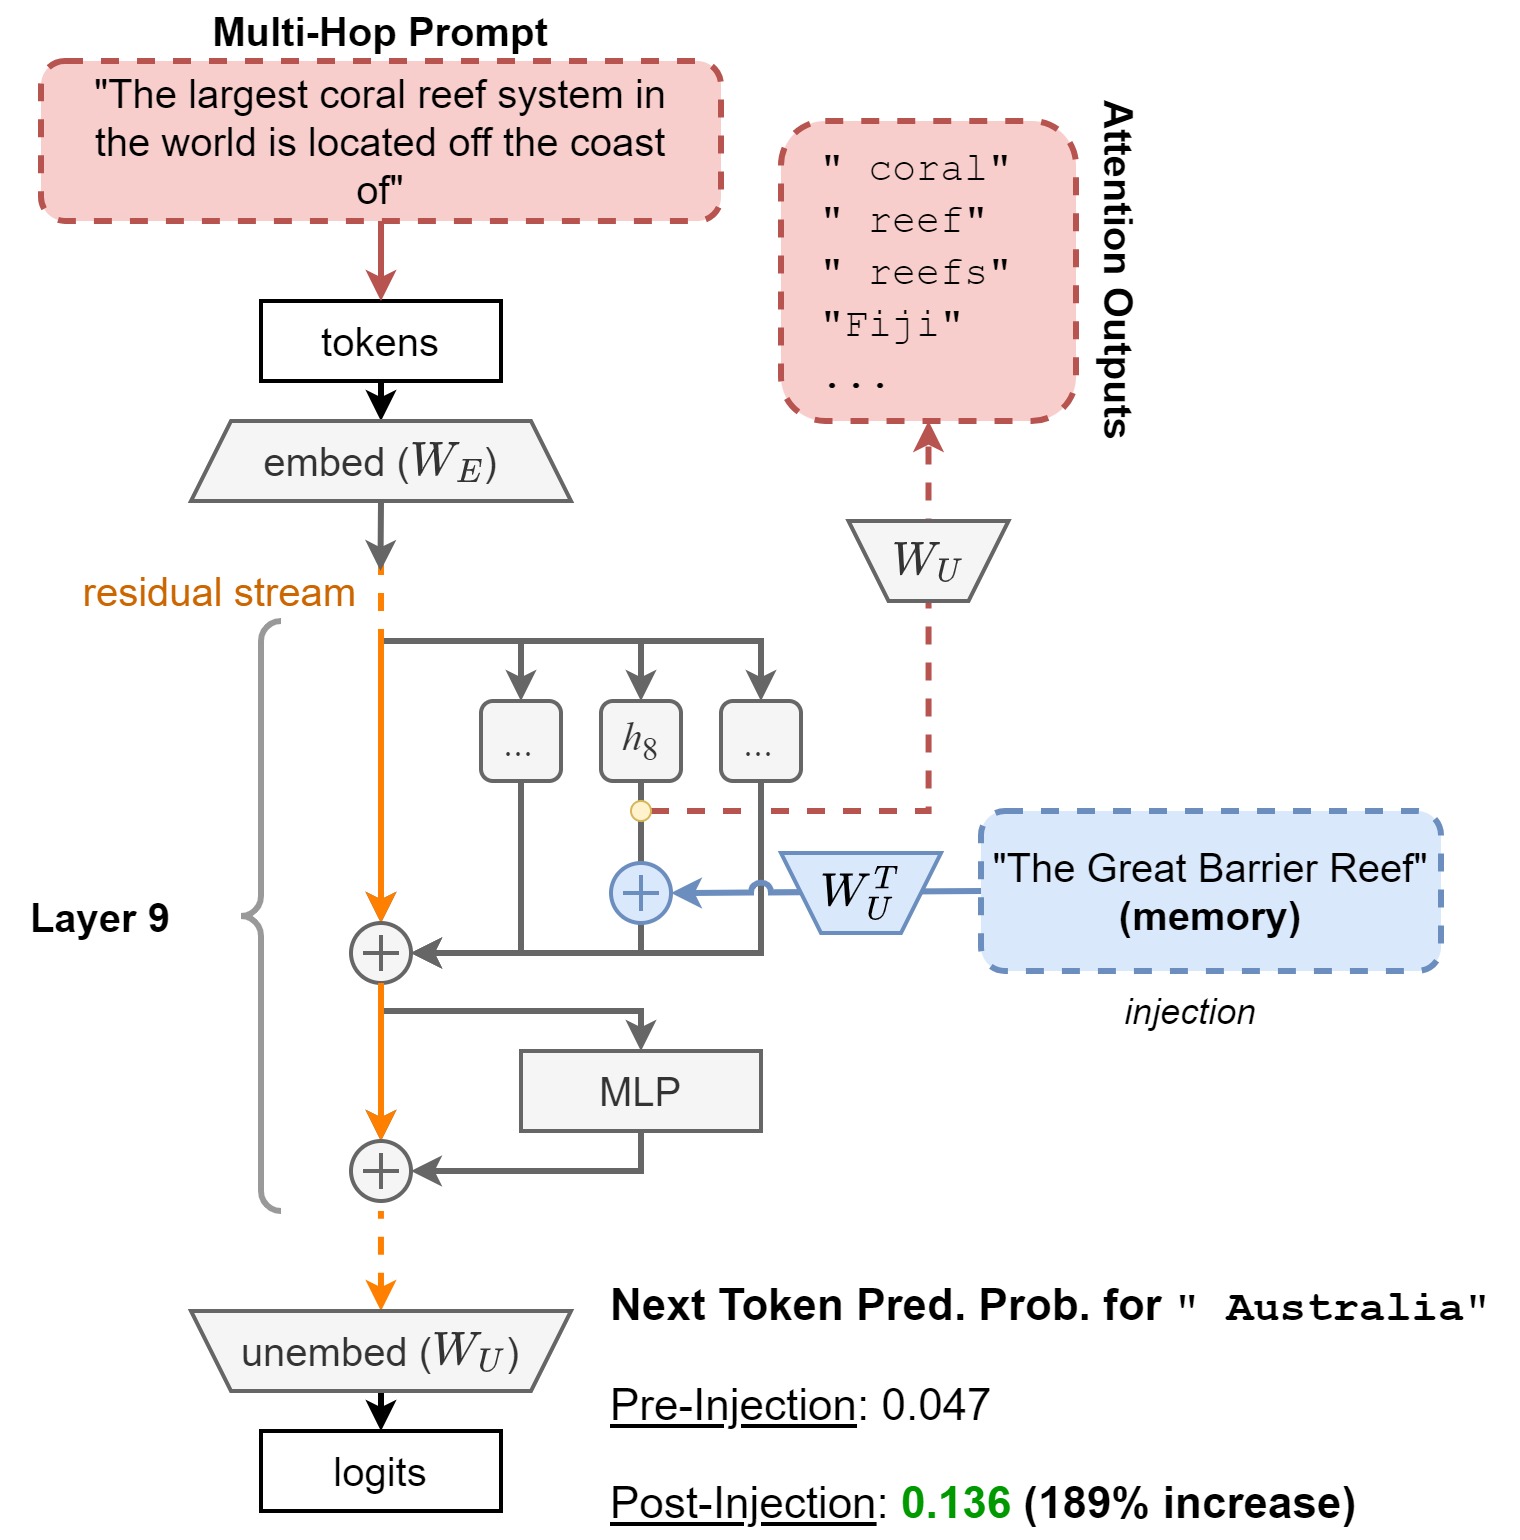 Multi-Hop Prompt
"The largest coral reef system in
the world is located off the coast
of"
tokens
embed (W_E)
residual stream
Layer 9
...
h_8
...
MLP
unembed (W_U)
logits
" coral"
" reef"
" reefs"
"Fiji"
...
Attention Outputs
W_U
W_U^T
"The Great Barrier Reef"
(memory)
injection
Next Token Pred. Prob. for " Australia"
Pre-Injection: 0.047
Post-Injection: 0.136 (189% increase)